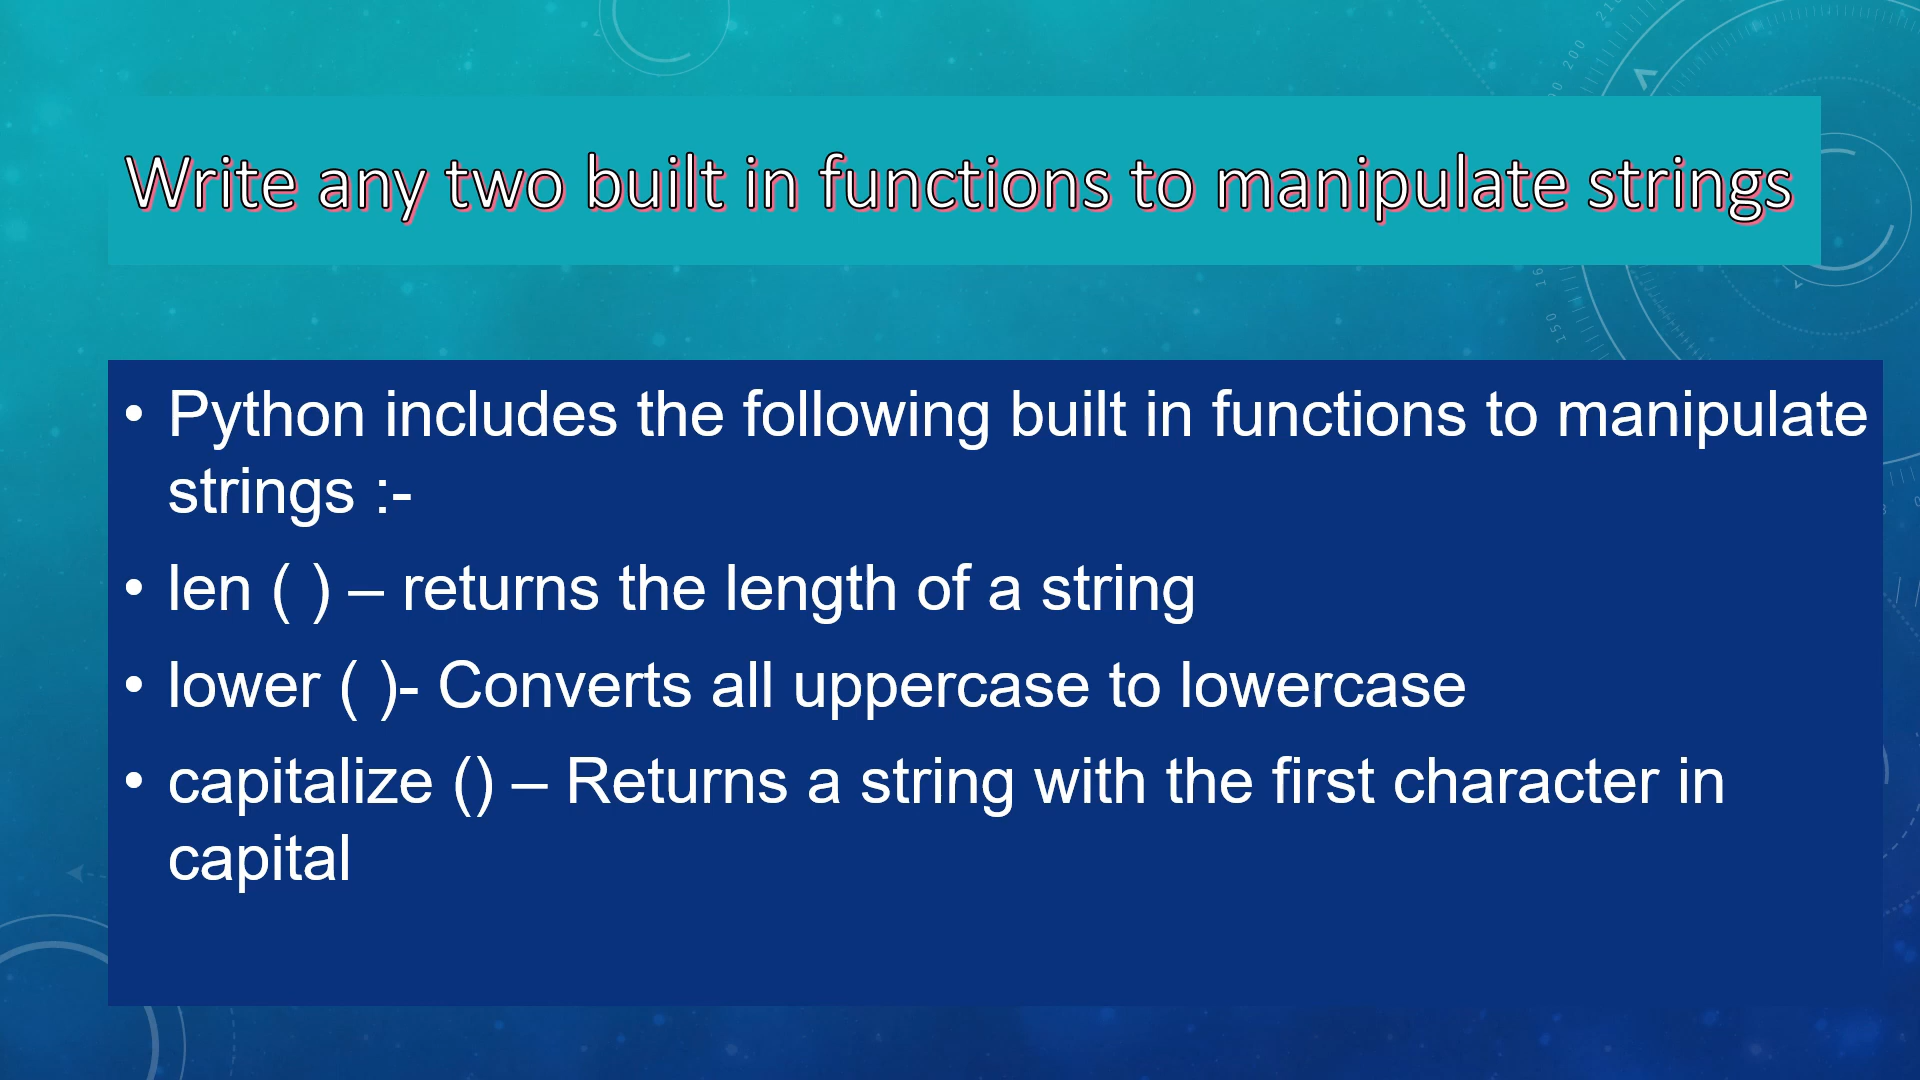 Write any two built in functions to manipulate strings
• Python includes the following built in functions to manipulate
strings :-
• len ( ) – returns the length of a string
• lower ( )- Converts all uppercase to lowercase
• capitalize () – Returns a string with the first character in
capital
200
150